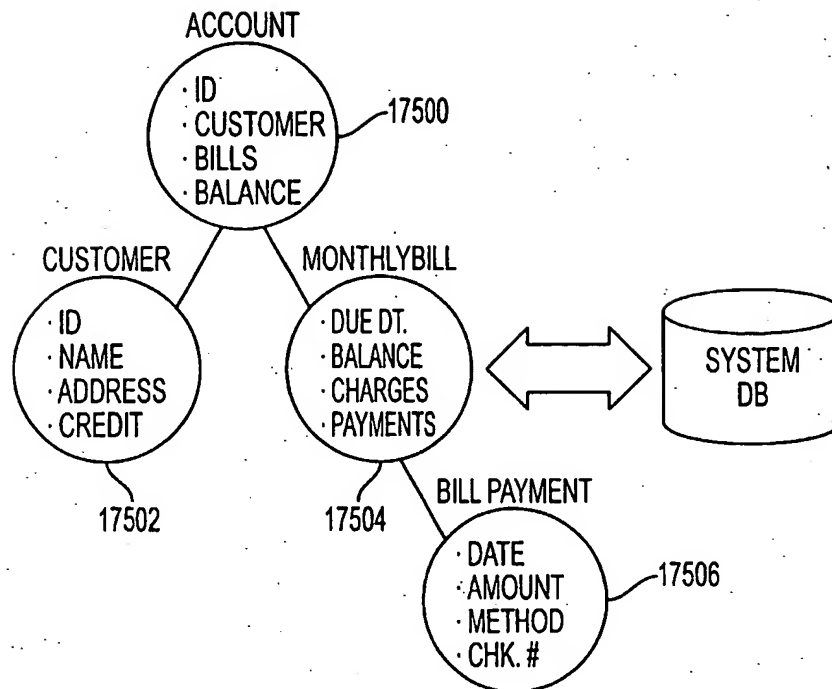 ACCOUNT
· ID
· CUSTOMER
· BILLS
· BALANCE
17500
CUSTOMER
· ID
· NAME
· ADDRESS
· CREDIT
17502
MONTHLYBILL
· DUE DT.
· BALANCE
· CHARGES
· PAYMENTS
17504
SYSTEM
DB
BILL PAYMENT
· DATE
· AMOUNT
· METHOD
· CHK. #
17506